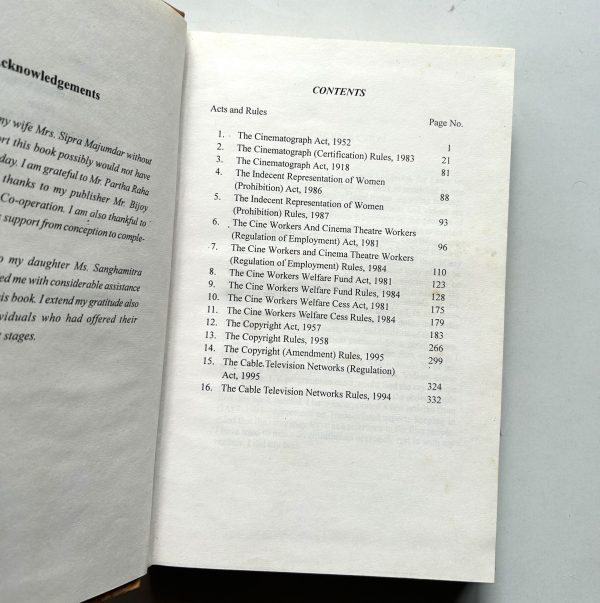 cknowledgements
my wife Mrs. Sipra Majumdar without
rt this book possibly would not have
day. I am grateful to Mr. Partha Raha
thanks to my publisher Mr. Bijoy
Co-operation. I am also thankful to
support from conception to comple-
o my daughter Ms. Sanghamitra
ed me with considerable assistance
is book. I extend my gratitude also
ividuals who had offered their
stages.
CONTENTS
Acts and Rules Page No.
1. The Cinematograph Act, 1952 1
2. The Cinematograph (Certification) Rules, 1983 21
3. The Cinematograph Act, 1918 81
4. The Indecent Representation of Women
(Prohibition) Act, 1986 88
5. The Indecent Representation of Women
(Prohibition) Rules, 1987 93
6. The Cine Workers And Cinema Theatre Workers
(Regulation of Employment) Act, 1981 96
7. The Cine Workers and Cinema Theatre Workers
(Regulation of Employment) Rules, 1984 110
8. The Cine Workers Welfare Fund Act, 1981 123
9. The Cine Workers Welfare Fund Rules, 1984 128
10. The Cine Workers Welfare Cess Act, 1981 175
11. The Cine Workers Welfare Cess Rules, 1984 179
12. The Copyright Act, 1957 183
13. The Copyright Rules, 1958 266
14. The Copyright (Amendment) Rules, 1995 299
15. The Cable Television Networks (Regulation)
Act, 1995 324
16. The Cable Television Networks Rules, 1994 332